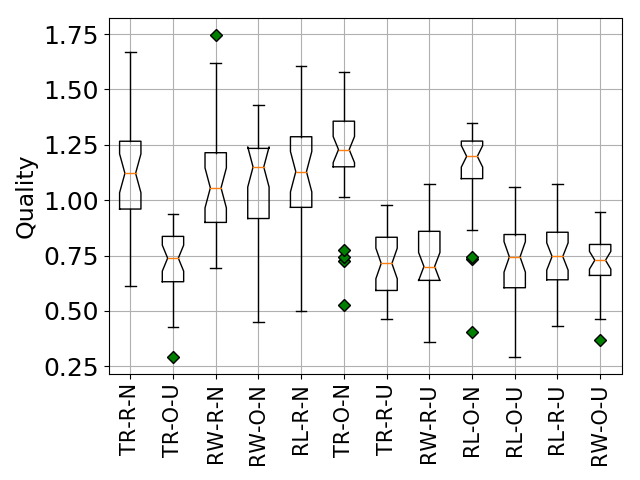 1.75
1.50
1.25
1.00
0.75
0.50
0.25
Quality
TR-R-N
TR-O-U
RW-R-N
RW-O-N
RL-R-N
TR-O-N
TR-R-U
RW-R-U
RL-O-N
RL-O-U
RL-R-U
RW-O-U